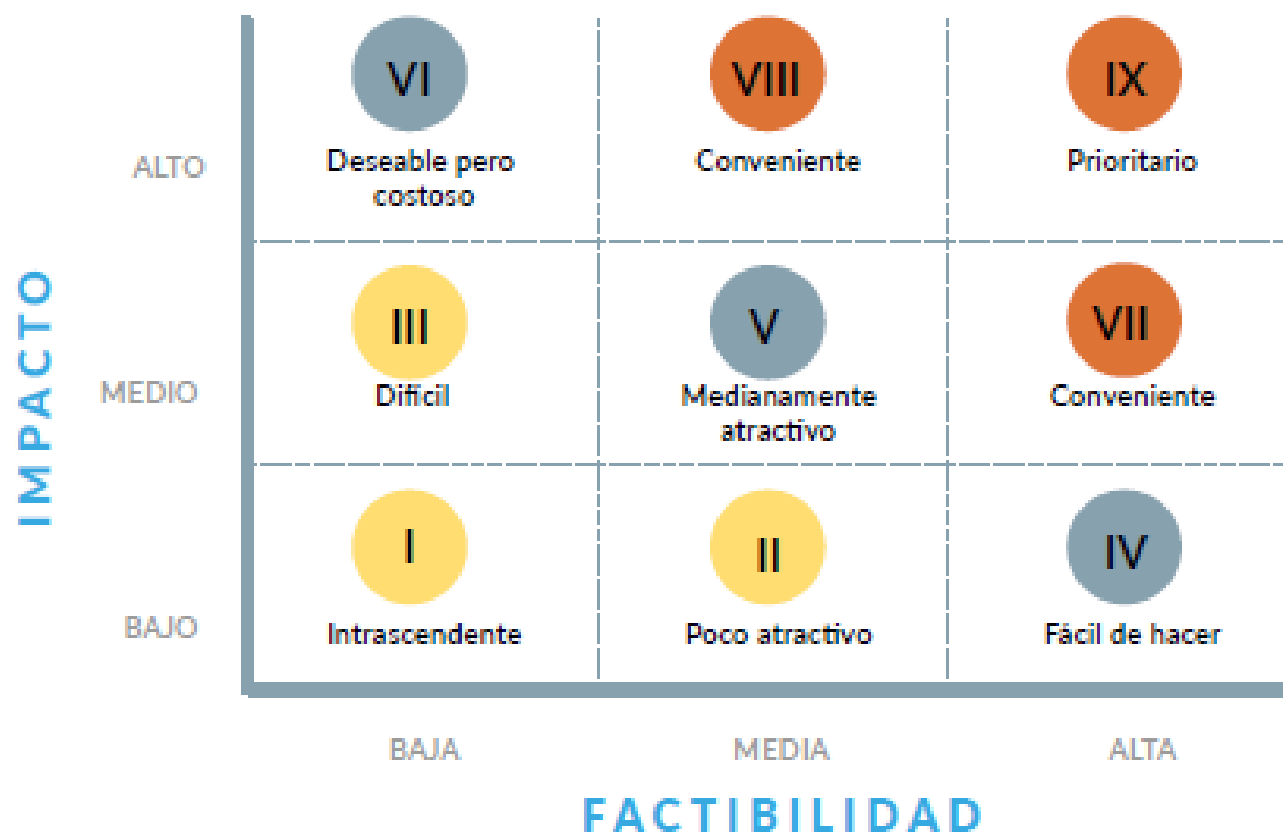 VI
VIII
IX
ALTO
Deseable pero
costoso
Conveniente
Prioritario
IMPACTO
III
V
VII
MEDIO
Difícil
Medianamente
atractivo
Conveniente
I
II
IV
BAJO
Intrascendente
Poco atractivo
Fácil de hacer
BAJA
MEDIA
ALTA
FACTIBILIDAD